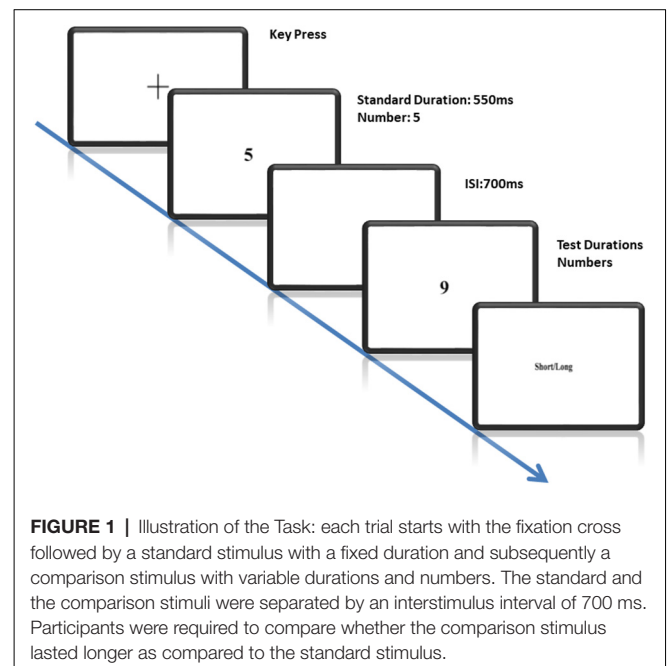 Key Press
Standard Duration: 550ms
Number: 5
5
ISI:700ms
Test Durations
Numbers
9
Short/Long
FIGURE 1 | Illustration of the Task: each trial starts with the fixation cross
followed by a standard stimulus with a fixed duration and subsequently a
comparison stimulus with variable durations and numbers. The standard and
the comparison stimuli were separated by an interstimulus interval of 700 ms.
Participants were required to compare whether the comparison stimulus
lasted longer as compared to the standard stimulus.